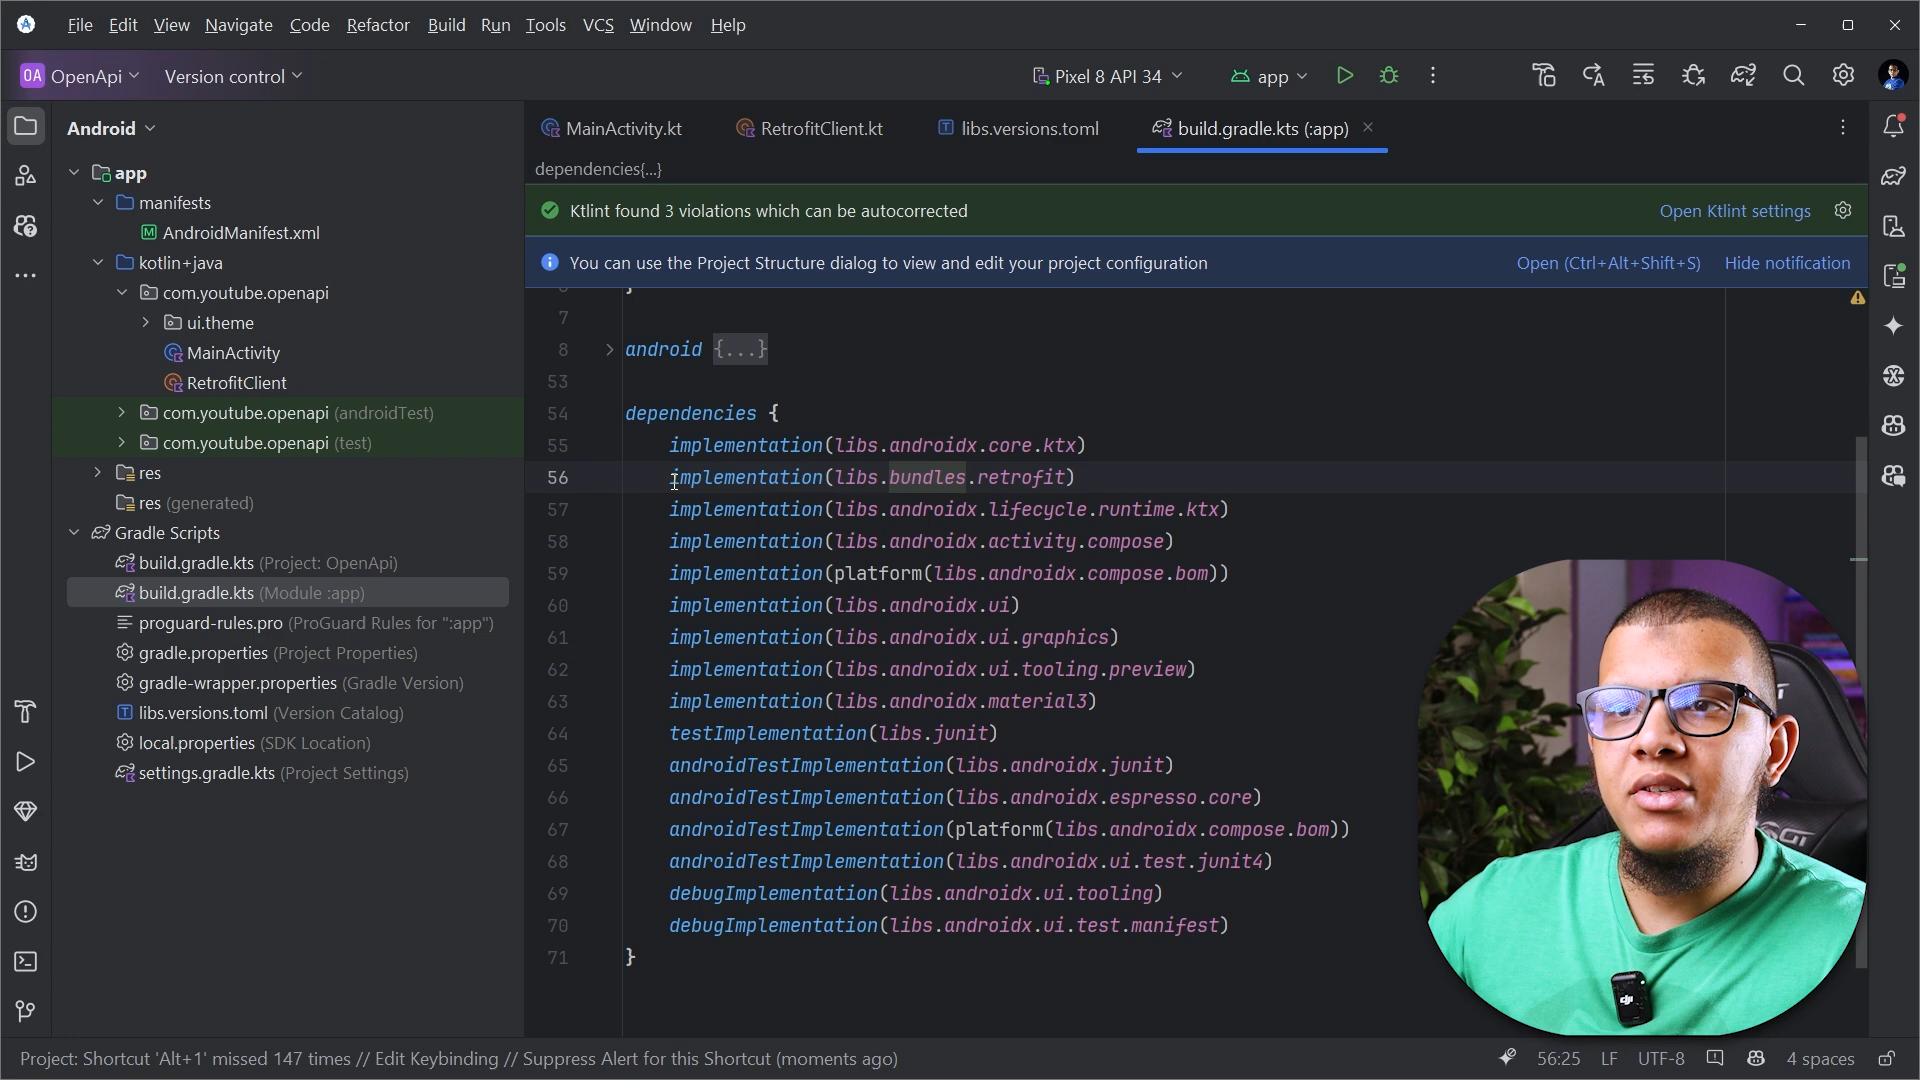 File Edit View Navigate Code Refactor Build Run Tools VCS Window Help
OA OpenApi Version control Pixel 8 API 34 app
Android
MainActivity.kt RetrofitClient.kt libs.versions.toml build.gradle.kts (:app)
dependencies{...}
Ktlint found 3 violations which can be autocorrected Open Ktlint settings
You can use the Project Structure dialog to view and edit your project configuration Open (Ctrl+Alt+Shift+S) Hide notification
app
manifests
AndroidManifest.xml
kotlin+java
com.youtube.openapi
ui.theme
MainActivity
RetrofitClient
com.youtube.openapi (androidTest)
com.youtube.openapi (test)
res
res (generated)
Gradle Scripts
build.gradle.kts (Project: OpenApi)
build.gradle.kts (Module :app)
proguard-rules.pro (ProGuard Rules for ":app")
gradle.properties (Project Properties)
gradle-wrapper.properties (Gradle Version)
libs.versions.toml (Version Catalog)
local.properties (SDK Location)
settings.gradle.kts (Project Settings)
7
8 android {...}
53
54 dependencies {
55 implementation(libs.androidx.core.ktx)
56 implementation(libs.bundles.retrofit)
57 implementation(libs.androidx.lifecycle.runtime.ktx)
58 implementation(libs.androidx.activity.compose)
59 implementation(platform(libs.androidx.compose.bom))
60 implementation(libs.androidx.ui)
61 implementation(libs.androidx.ui.graphics)
62 implementation(libs.androidx.ui.tooling.preview)
63 implementation(libs.androidx.material3)
64 testImplementation(libs.junit)
65 androidTestImplementation(libs.androidx.junit)
66 androidTestImplementation(libs.androidx.espresso.core)
67 androidTestImplementation(platform(libs.androidx.compose.bom))
68 androidTestImplementation(libs.androidx.ui.test.junit4)
69 debugImplementation(libs.androidx.ui.tooling)
70 debugImplementation(libs.androidx.ui.test.manifest)
71 }
dji
Project: Shortcut 'Alt+1' missed 147 times // Edit Keybinding // Suppress Alert for this Shortcut (moments ago) 56:25 LF UTF-8 4 spaces